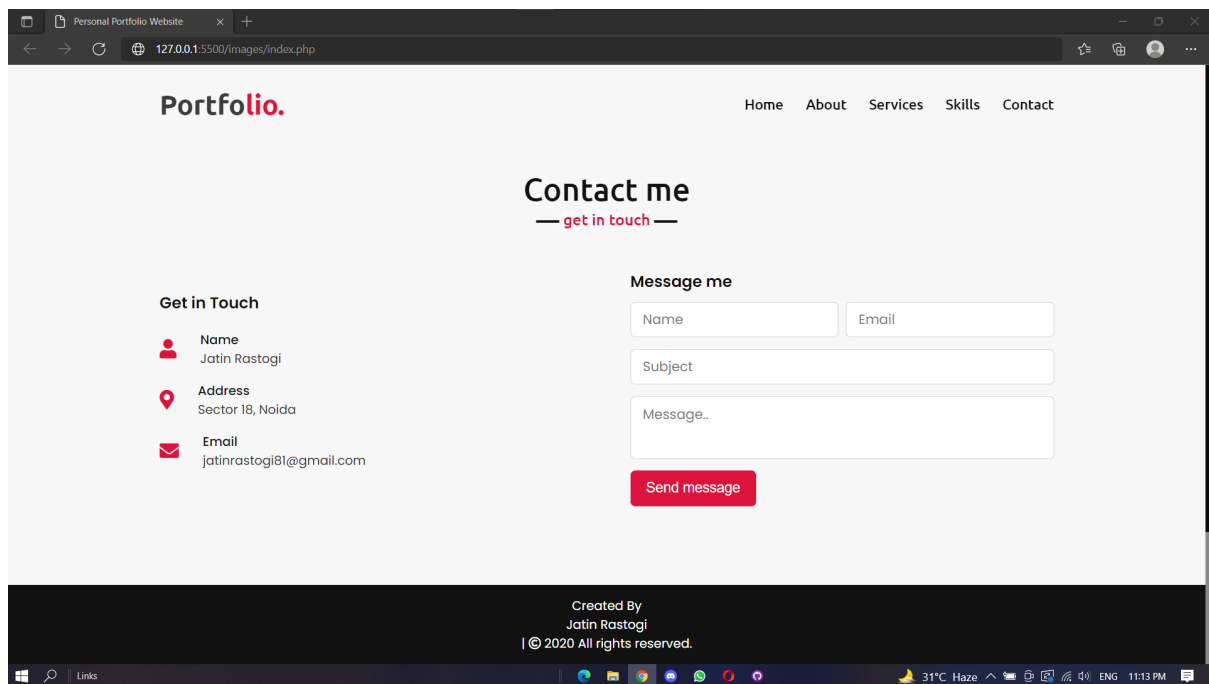 Personal Portfolio Website
127.0.0.1:5500/images/index.php
Portfolio.
Home About Services Skills Contact
Contact me
get in touch
Get in Touch
Name
Jatin Rastogi
Address
Sector 18, Noida
Email
jatinrastogi81@gmail.com
Message me
Name Email
Subject
Message..
Send message
Created By
Jatin Rastogi
| © 2020 All rights reserved.
Links 31°C Haze ENG 11:13 PM